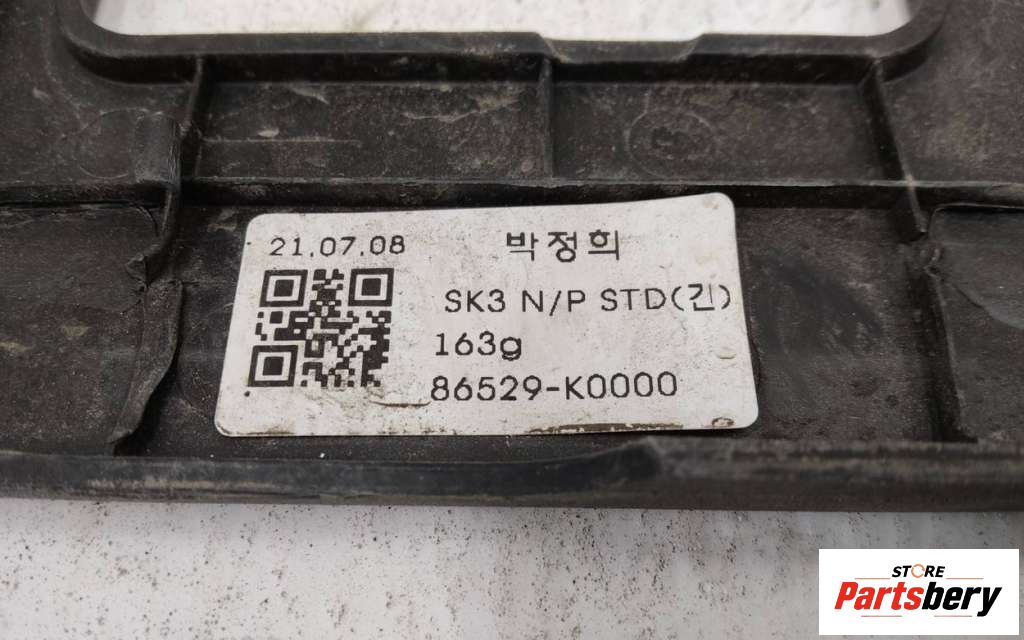 21.07.08 박정희
SK3 N/P STD(긴)
163g
86529-K0000
STORE
Partsbery